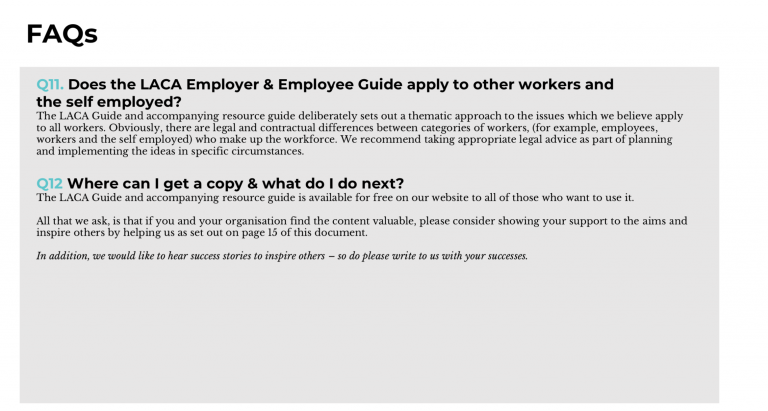 FAQs
Q11. Does the LACA Employer & Employee Guide apply to other workers and
the self employed?
The LACA Guide and accompanying resource guide deliberately sets out a thematic approach to the issues which we believe apply
to all workers. Obviously, there are legal and contractual differences between categories of workers, (for example, employees,
workers and the self employed) who make up the workforce. We recommend taking appropriate legal advice as part of planning
and implementing the ideas in specific circumstances.
Q12 Where can I get a copy & what do I do next?
The LACA Guide and accompanying resource guide is available for free on our website to all of those who want to use it.
All that we ask, is that if you and your organisation find the content valuable, please consider showing your support to the aims and
inspire others by helping us as set out on page 15 of this document.
In addition, we would like to hear success stories to inspire others – so do please write to us with your successes.